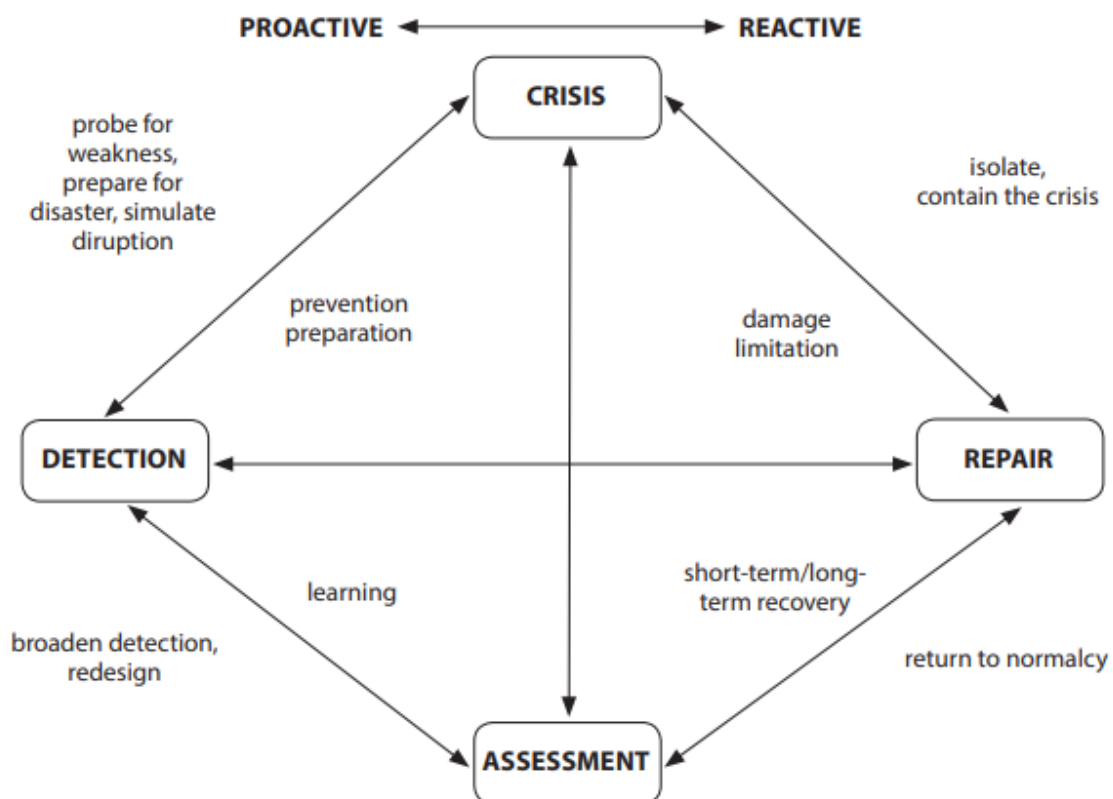 PROACTIVE REACTIVE
CRISIS
probe for
weakness,
prepare for
disaster, simulate
diruption
isolate,
contain the crisis
prevention
preparation
damage
limitation
DETECTION
REPAIR
learning
short-term/long-
term recovery
broaden detection,
redesign
return to normalcy
ASSESSMENT